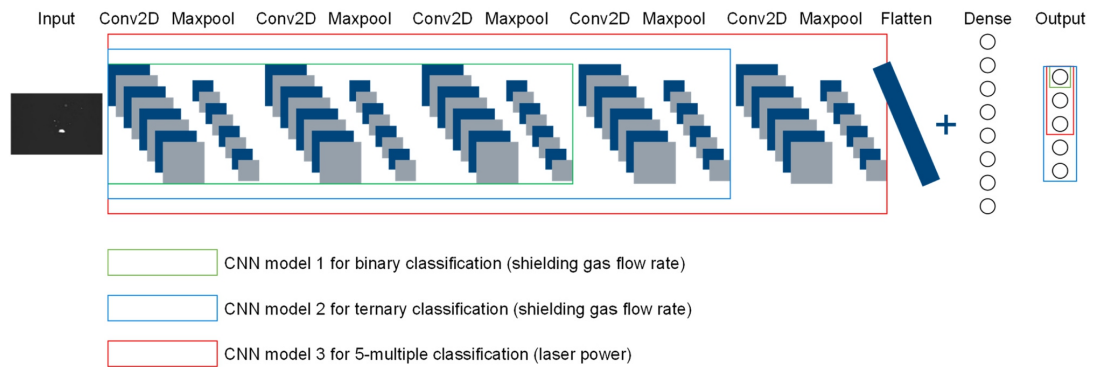 Input Conv2D Maxpool Conv2D Maxpool Conv2D Maxpool Conv2D Maxpool Conv2D Maxpool Flatten Dense Output
+
CNN model 1 for binary classification (shielding gas flow rate)
CNN model 2 for ternary classification (shielding gas flow rate)
CNN model 3 for 5-multiple classification (laser power)